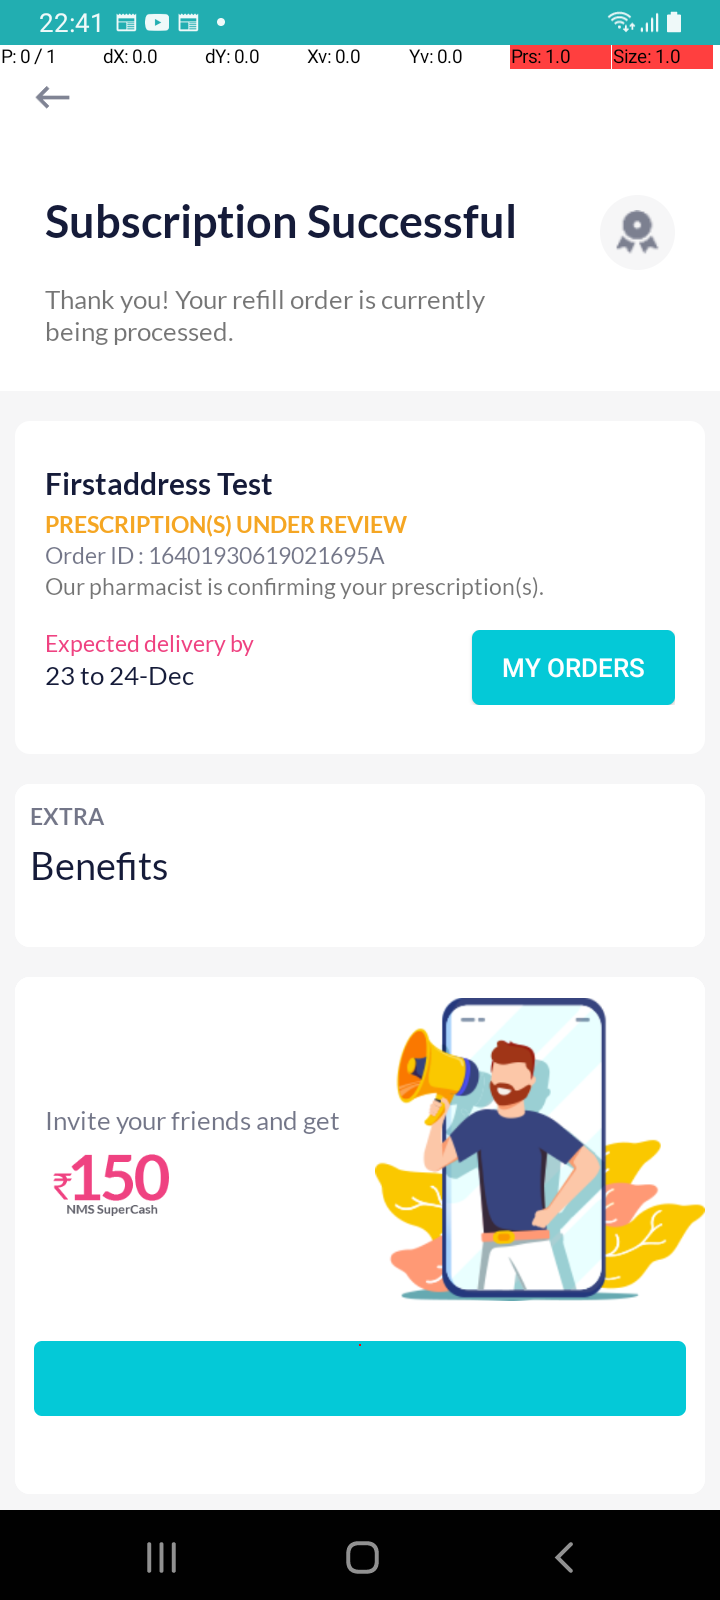 22:41
P: 0 / 1 dX: 0.0 dY: 0.0 Xv: 0.0 Yv: 0.0 Prs: 1.0 Size: 1.0
Subscription Successful
Thank you! Your refill order is currently
being processed.
Firstaddress Test
PRESCRIPTION(S) UNDER REVIEW
Order ID : 16401930619021695A
Our pharmacist is confirming your prescription(s).
Expected delivery by
23 to 24-Dec
MY ORDERS
EXTRA
Benefits
Invite your friends and get
₹150
NMS SuperCash